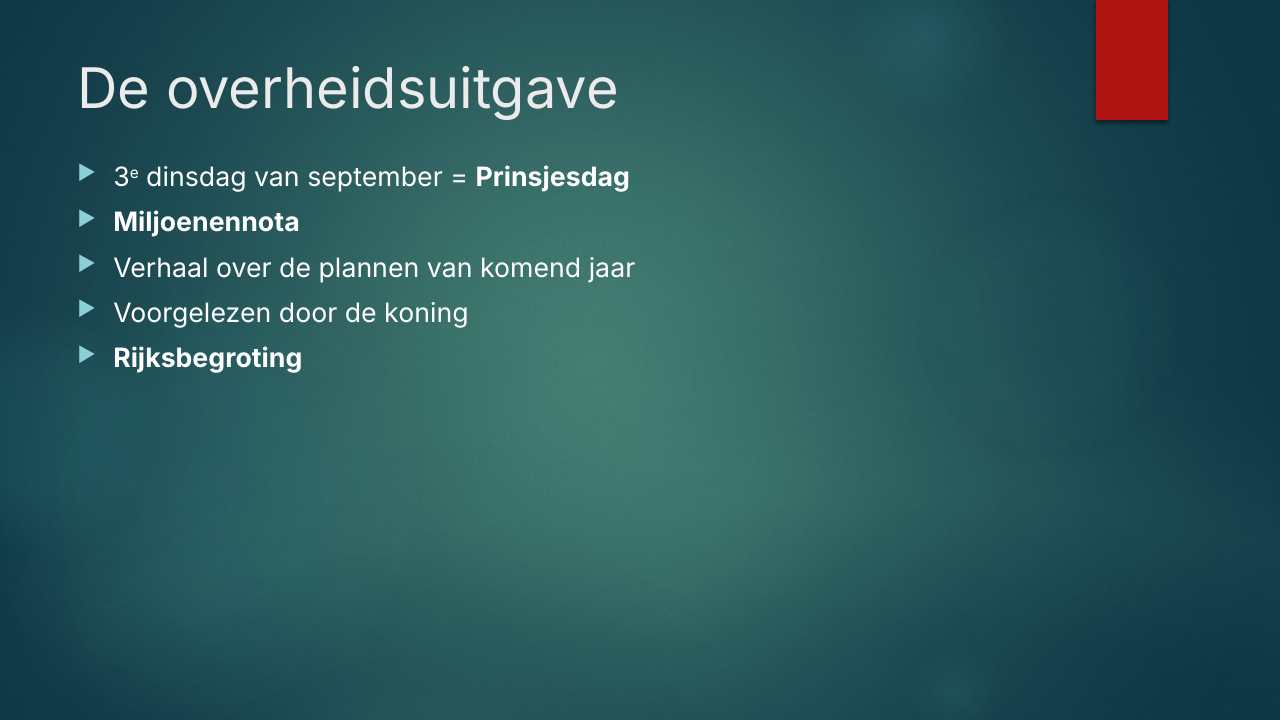 De overheidsuitgave
3e dinsdag van september = Prinsjesdag
Miljoenennota
Verhaal over de plannen van komend jaar
Voorgelezen door de koning
Rijksbegroting